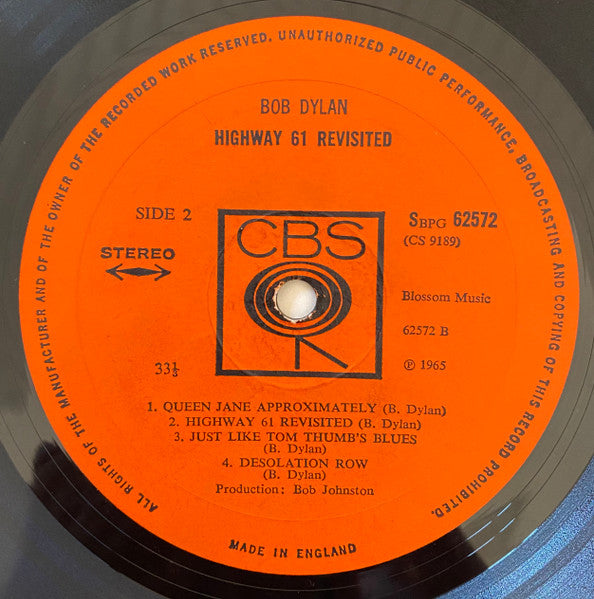 ALL RIGHTS OF THE MANUFACTURER AND OF THE OWNER OF THE RECORDED WORK RESERVED. UNAUTHORIZED PUBLIC PERFORMANCE, BROADCASTING AND COPYING OF THIS RECORD PROHIBITED.
BOB DYLAN
HIGHWAY 61 REVISITED
SIDE 2
STEREO
CBS
SBPG 62572
(CS 9189)
Blossom Music
62572 B
33⅓
℗ 1965
1. QUEEN JANE APPROXIMATELY (B. Dylan)
2. HIGHWAY 61 REVISITED (B. Dylan)
3. JUST LIKE TOM THUMB'S BLUES
(B. Dylan)
4. DESOLATION ROW
(B. Dylan)
Production: Bob Johnston
MADE IN ENGLAND